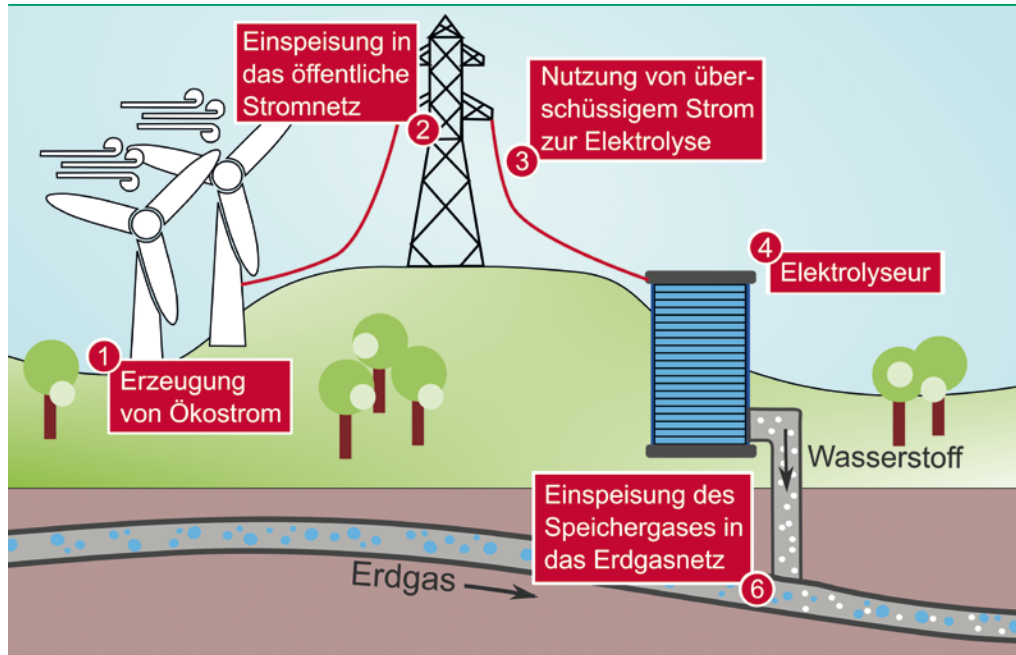 Einspeisung in
das öffentliche
Stromnetz
2
Nutzung von über-
schüssigem Strom
zur Elektrolyse
3
4
Elektrolyseur
1
Erzeugung
von Ökostrom
Wasserstoff
Einspeisung des
Speichergases in
das Erdgasnetz
6
Erdgas